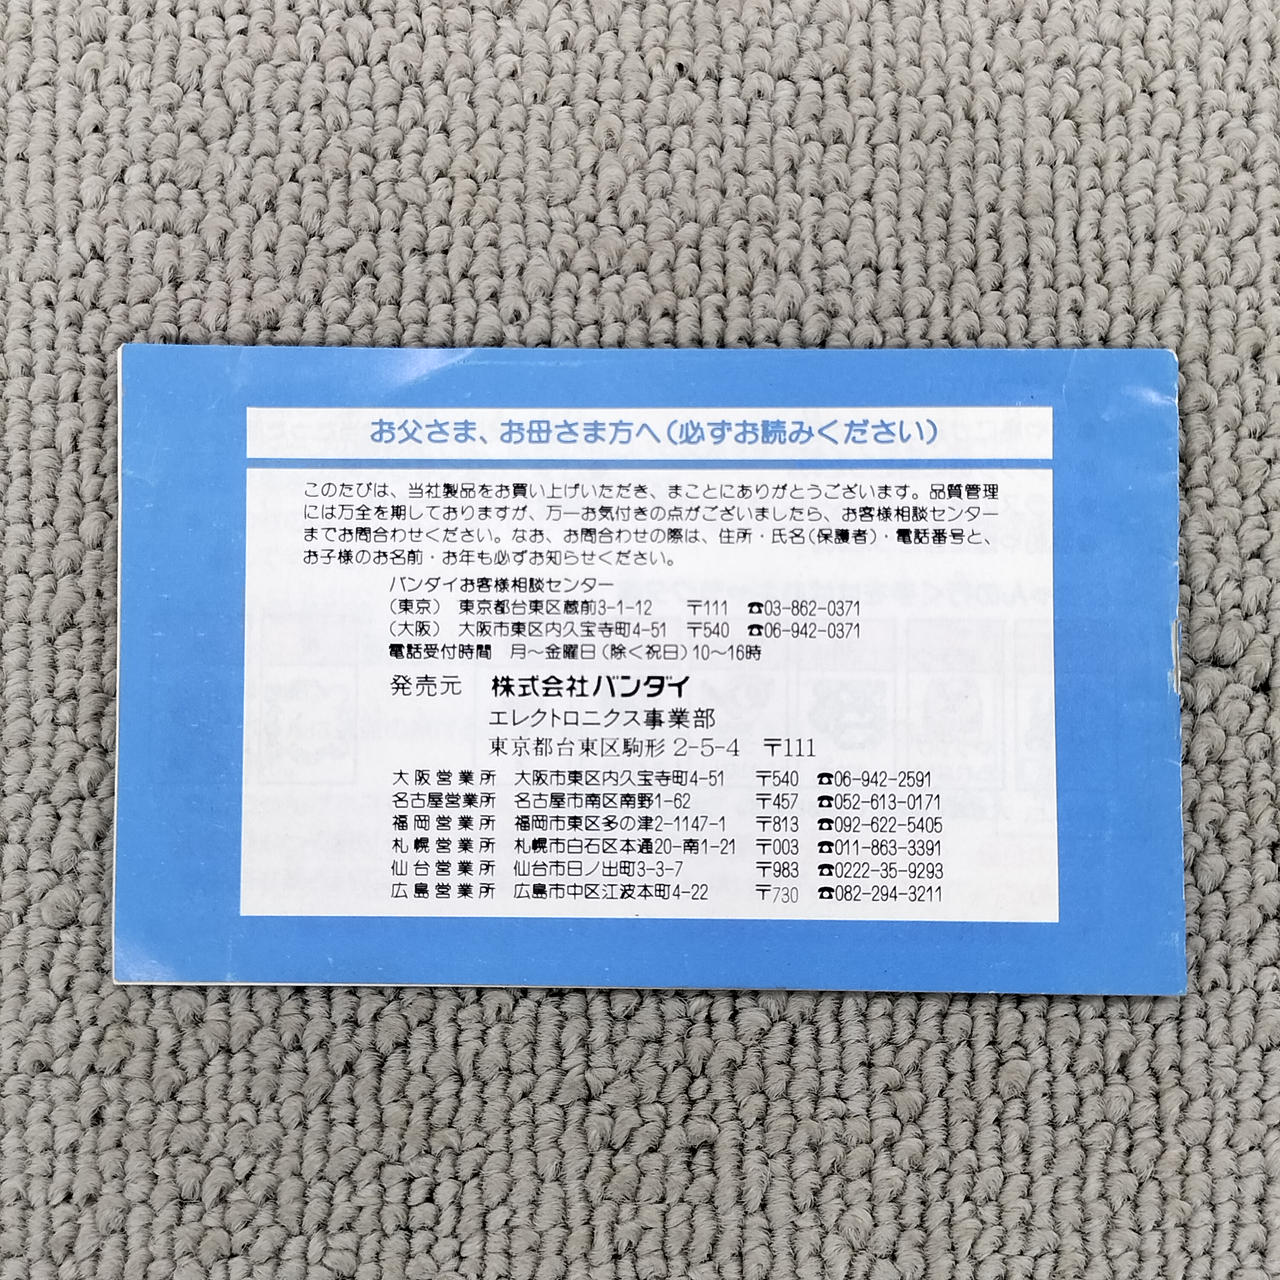 お父さま、お母さま方へ(必ずお読みください)
このたびは、当社製品をお買い上げいただき、まことにありがとうございます。品質管理
には万全を期しておりますが、万一お気付きの点がございましたら、お客様相談センター
までお問合わせください。なお、お問合わせの際は、住所・氏名(保護者)・電話番号と、
お子様のお名前・お年も必ずお知らせください。
バンダイお客様相談センター
(東京) 東京都台東区蔵前3-1-12 〒111 ☎03-862-0371
(大阪) 大阪市東区内久宝寺町4-51 〒540 ☎06-942-0371
電話受付時間 月〜金曜日(除く祝日)10〜16時
発売元 株式会社バンダイ
エレクトロニクス事業部
東京都台東区駒形2-5-4 〒111
大阪営業所 大阪市東区内久宝寺町4-51 〒540 ☎06-942-2591
名古屋営業所 名古屋市南区南野1-62 〒457 ☎052-613-0171
福岡営業所 福岡市東区多の津2-1147-1 〒813 ☎092-622-5405
札幌営業所 札幌市白石区本通20-南1-21 〒003 ☎011-863-3391
仙台営業所 仙台市日ノ出町3-3-7 〒983 ☎0222-35-9293
広島営業所 広島市中区江波本町4-22 〒730 ☎082-294-3211